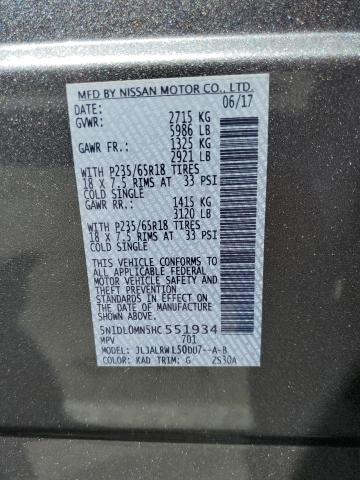 MFD BY NISSAN MOTOR CO., LTD.
DATE: 06/17
GVWR: 2715 KG
5986 LB
GAWR FR.: 1325 KG
2921 LB
WITH P235/65R18 TIRES
18 X 7.5 RIMS AT 33 PSI
COLD SINGLE
GAWR RR.: 1415 KG
3120 LB
WITH P235/65R18 TIRES
18 X 7.5 RIMS AT 33 PSI
COLD SINGLE
THIS VEHICLE CONFORMS TO
ALL APPLICABLE U.S. FEDERAL
MOTOR VEHICLE SAFETY AND
THEFT PREVENTION
STANDARDS IN EFFECT ON THE
DATE OF MANUFACTURE
SHOWN ABOVE.
5N1DL0MN5HC 551934
MPV 701
MODEL: JLJALRWL50DU7--A-B
COLOR: KAD TRIM: G 2530A